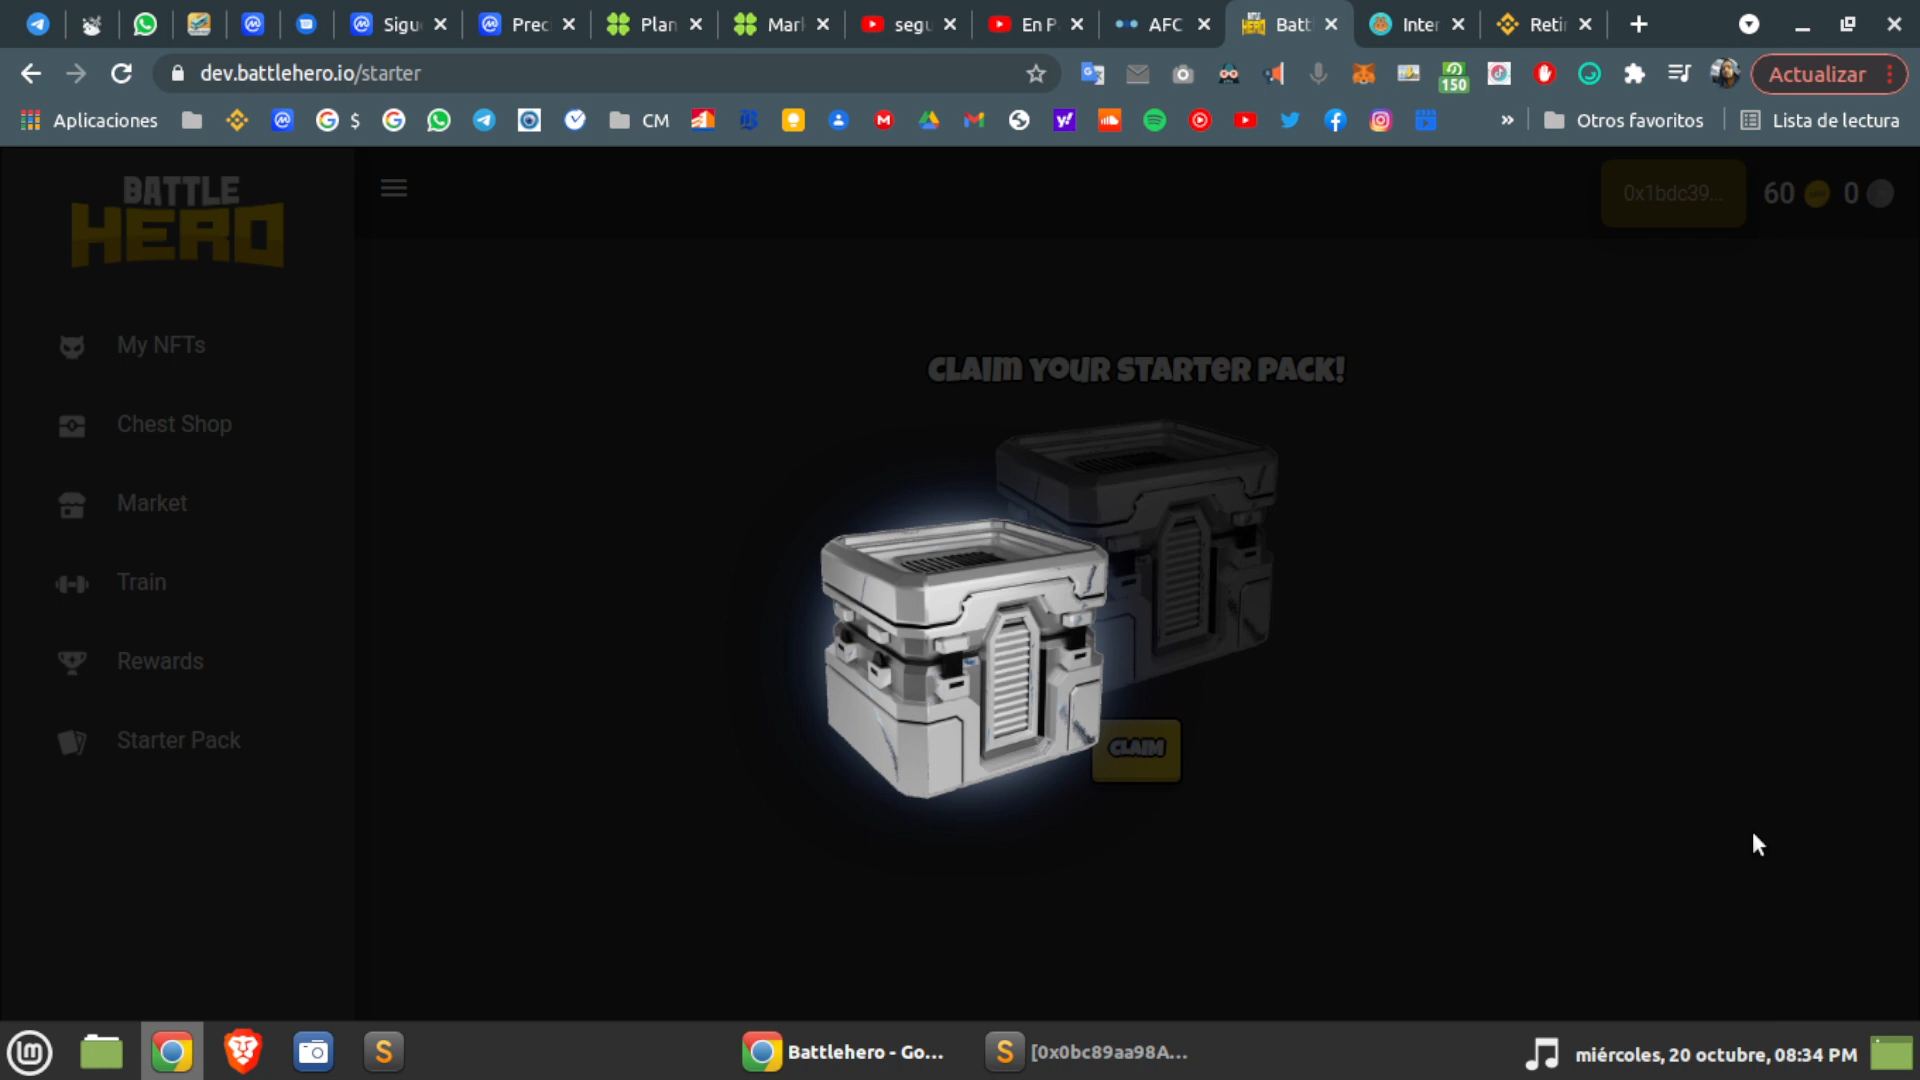 Sigu
Prec
Plan
Marl
segu
En P
AFC
Batt
Inter
Retir
dev.battlehero.io/starter
150
Actualizar
Aplicaciones
$
CM
»
Otros favoritos
Lista de lectura
BATTLE
HERO
0x1bdc39...
60
0
My NFTs
Chest Shop
Market
Train
Rewards
Starter Pack
CLAIM YOUR STARTER PACK!
CLAIM
Battlehero - Go...
[0x0bc89aa98A...
miércoles, 20 octubre, 08:34 PM